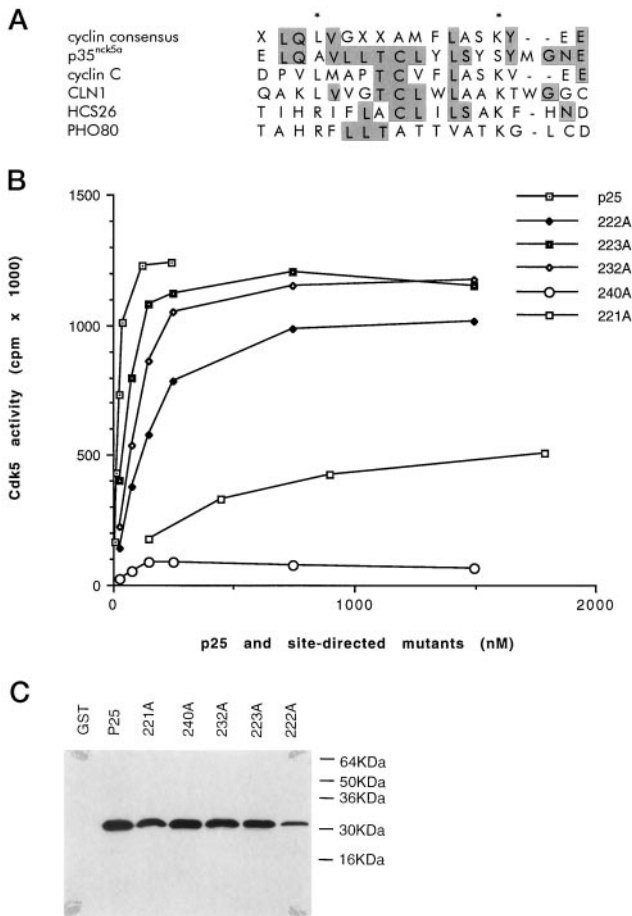 A
* *
cyclin consensus X L Q L V G X X A M F L A S K Y - - E E
p35nck5a E L Q A V L L T C L Y L S Y S Y M G N E
cyclin C D P V L M A P T C V F L A S K V - - E E
CLN1 Q A K L V V G T C L W L A A K T W G G C
HCS26 T I H R I F L A C L I L S A K F - H N D
PHO80 T A H R F L L T A T T V A T K G - L C D
B
1500
1000
500
0
Cdk5 activity (cpm x 1000)
0 1000 2000
p25 and site-directed mutants (nM)
p25
222A
223A
232A
240A
221A
C
GST P25 221A 240A 232A 223A 222A
64KDa
50KDa
36KDa
30KDa
16KDa